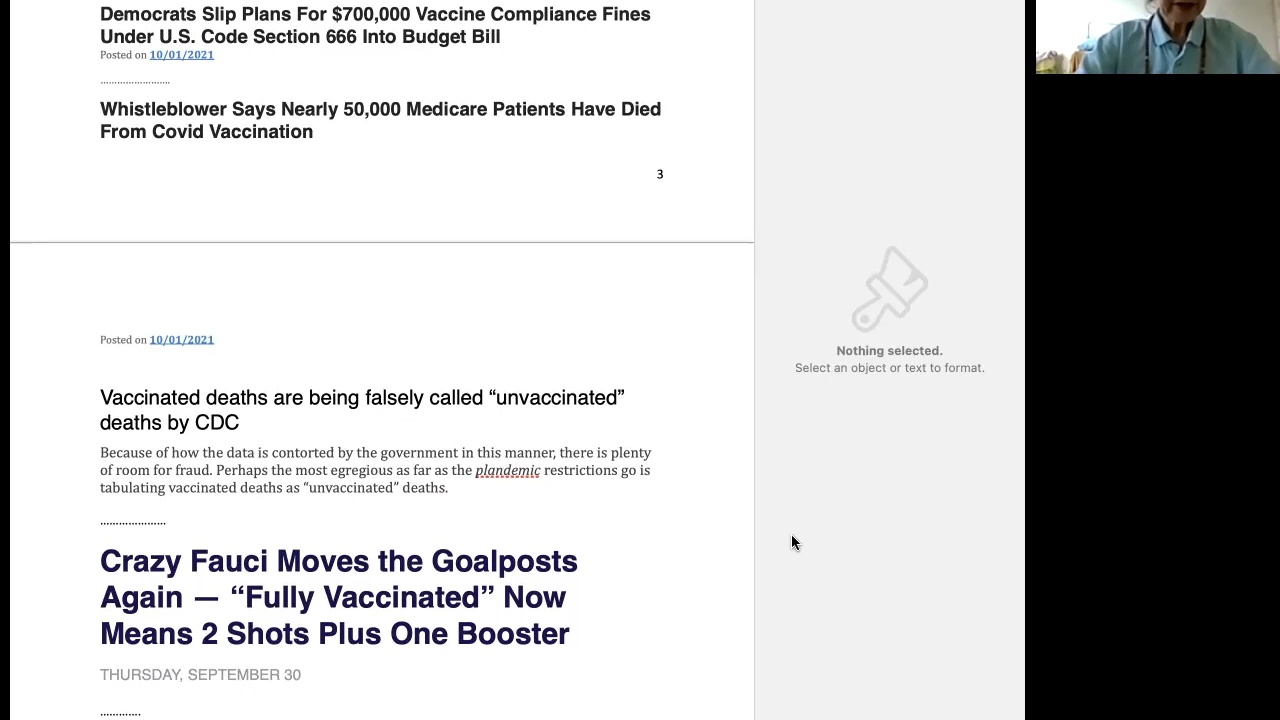 Democrats Slip Plans For $700,000 Vaccine Compliance Fines
Under U.S. Code Section 666 Into Budget Bill
Posted on 10/01/2021
.........................
Whistleblower Says Nearly 50,000 Medicare Patients Have Died
From Covid Vaccination
3
Posted on 10/01/2021
Vaccinated deaths are being falsely called “unvaccinated”
deaths by CDC
Because of how the data is contorted by the government in this manner, there is plenty
of room for fraud. Perhaps the most egregious as far as the plandemic restrictions go is
tabulating vaccinated deaths as “unvaccinated” deaths.
......................
Crazy Fauci Moves the Goalposts
Again — “Fully Vaccinated” Now
Means 2 Shots Plus One Booster
THURSDAY, SEPTEMBER 30
.............
Nothing selected.
Select an object or text to format.